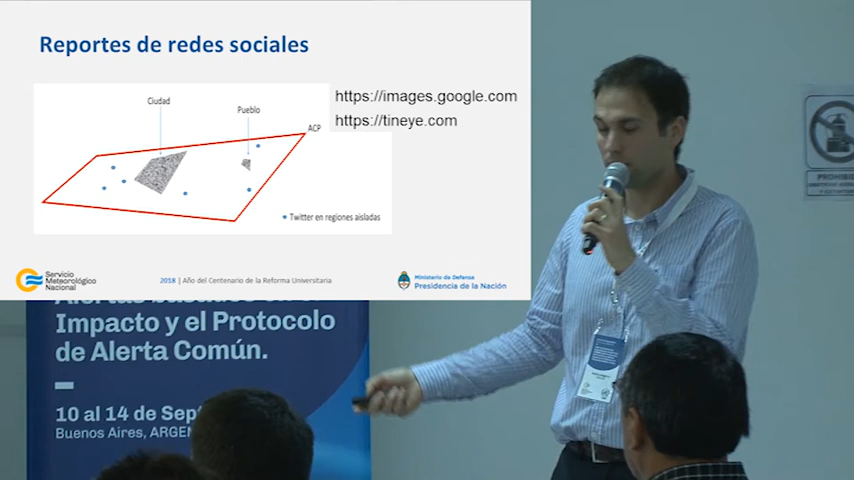 Reportes de redes sociales
https://images.google.com
https://tineye.com
Ciudad
Pueblo
ACP
Twitter en regiones aisladas
Servicio
Meteorológico
Nacional
2018 | Año del Centenario de la Reforma Universitaria
Ministerio de Defensa
Presidencia de la Nación
Impacto y el Protocolo
de Alerta Común.
10 al 14 de Sept
Buenos Aires, ARGEN